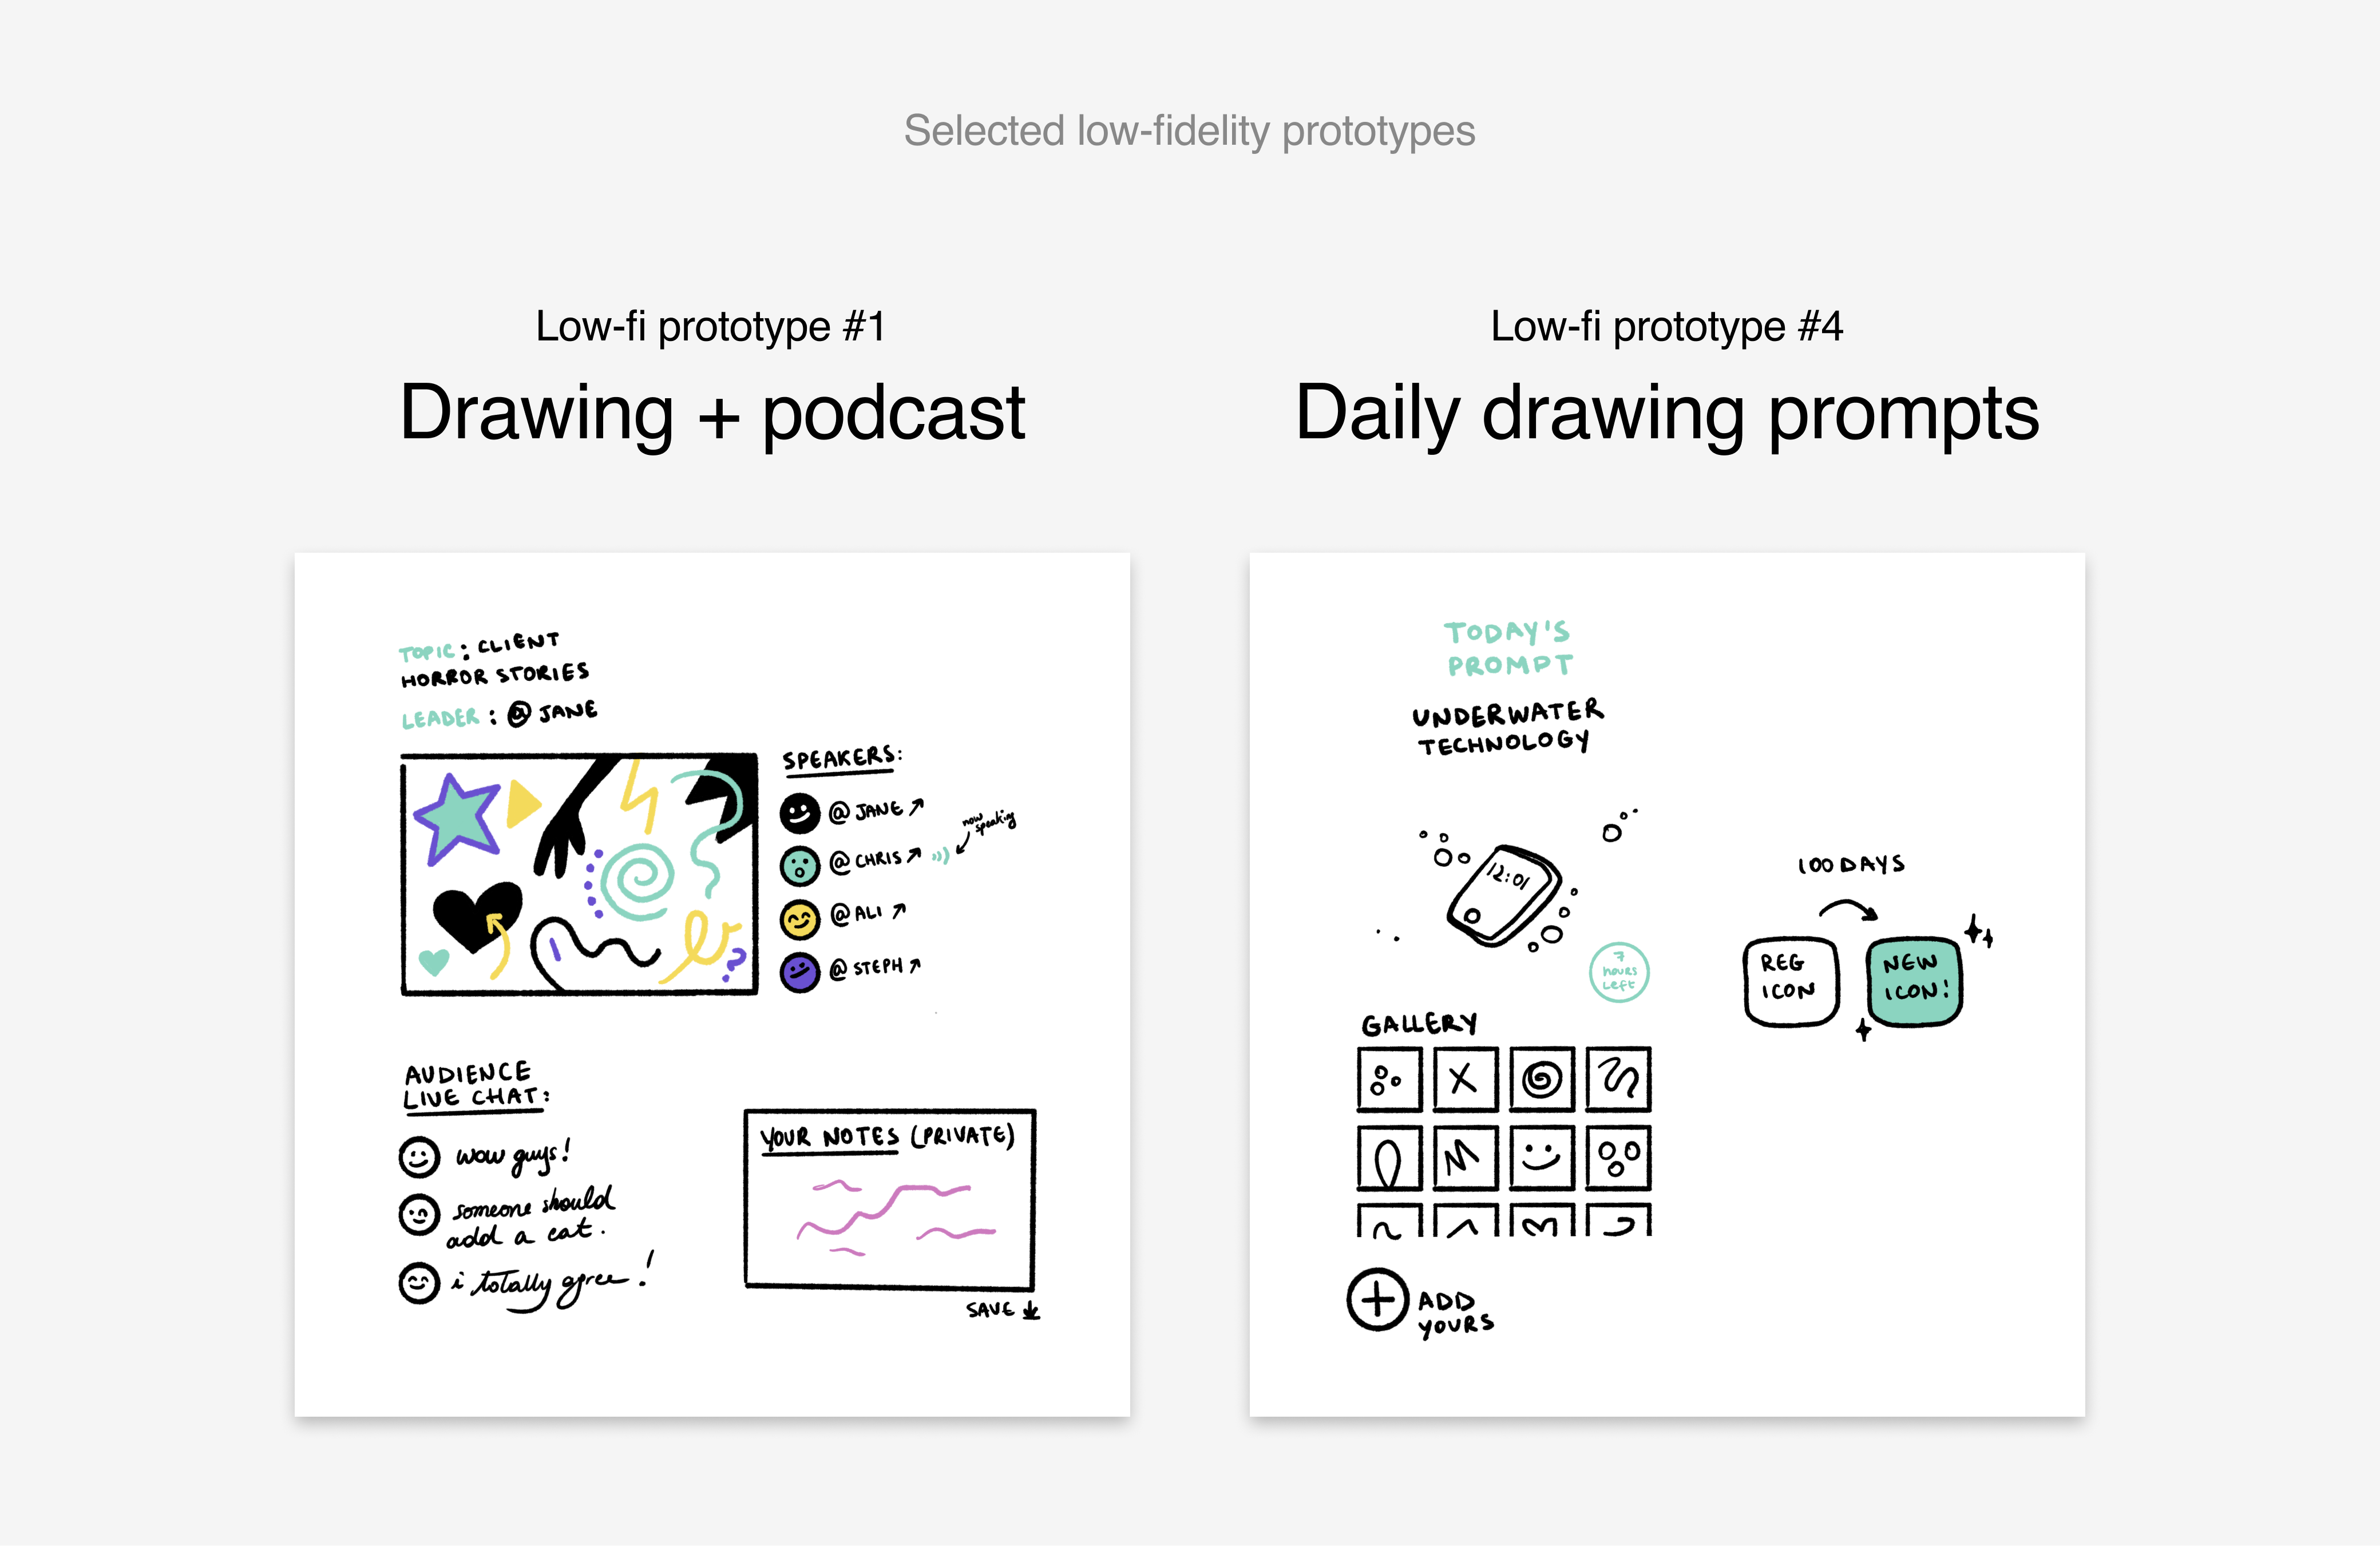 Selected low-fidelity prototypes
Low-fi prototype #1
Drawing + podcast
TOPIC: CLIENT
HORROR STORIES
LEADER: @ JANE
SPEAKERS:
@ JANE ↗
@ CHRIS ↗
now
speaking
@ ALI ↗
@ STEPH ↗
?
AUDIENCE
LIVE CHAT:
wow guys!
someone should
add a cat.
i totally agree!
YOUR NOTES (PRIVATE)
SAVE
Low-fi prototype #4
Daily drawing prompts
TODAY'S
PROMPT
UNDERWATER
TECHNOLOGY
12:01
7
hours
left
100 DAYS
REG
ICON
NEW
ICON!
GALLERY
ADD
YOURS